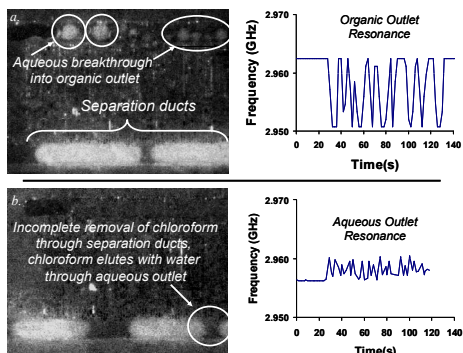 a.
Aqueous breakthrough
into organic outlet
Separation ducts
Organic Outlet
Resonance
Frequency (GHz)
2.970
2.960
2.950
0 20 40 60 80 100 120 140
Time(s)
b.
Incomplete removal of chloroform
through separation ducts,
chloroform elutes with water
through aqueous outlet
Aqueous Outlet
Resonance
Frequency (GHz)
2.970
2.960
2.950
0 20 40 60 80 100 120 140
Time(s)